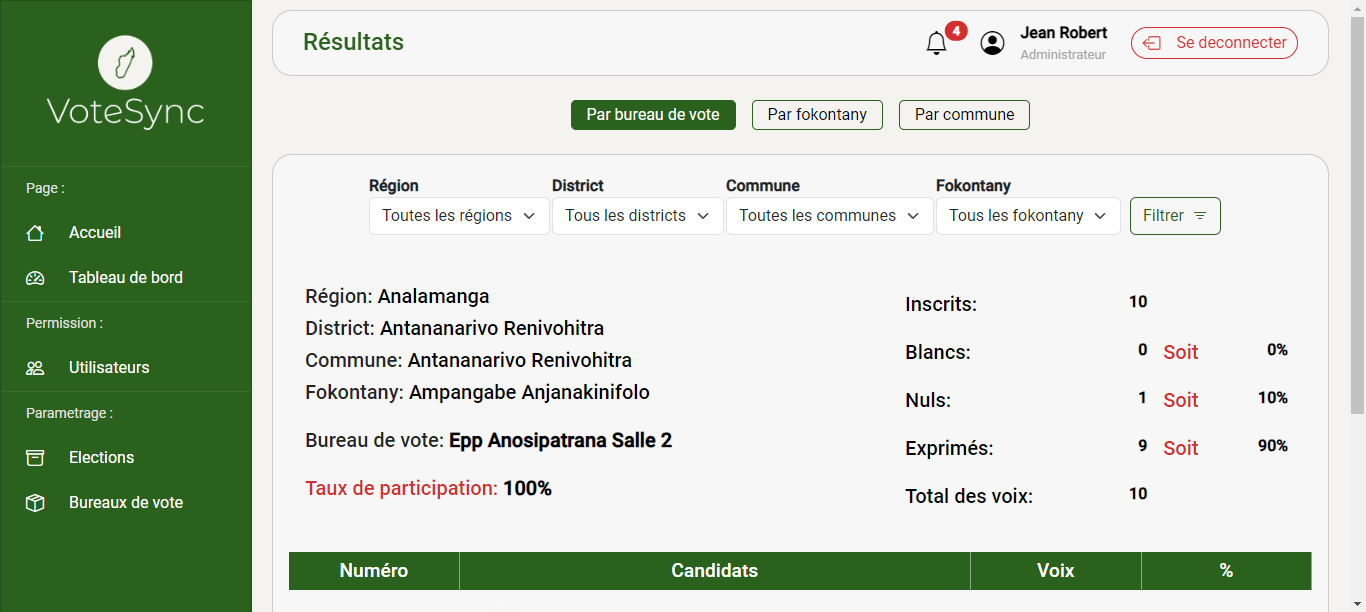 VoteSync
Page :
Accueil
Tableau de bord
Permission :
Utilisateurs
Parametrage :
Elections
Bureaux de vote
Résultats
4
Jean Robert
Administrateur
Se deconnecter
Par bureau de vote
Par fokontany
Par commune
Région District Commune Fokontany
Toutes les régions Tous les districts Toutes les communes Tous les fokontany Filtrer
Région: Analamanga
District: Antananarivo Renivohitra
Commune: Antananarivo Renivohitra
Fokontany: Ampangabe Anjanakinifolo
Bureau de vote: Epp Anosipatrana Salle 2
Taux de participation: 100%
Inscrits: 10
Blancs: 0 Soit 0%
Nuls: 1 Soit 10%
Exprimés: 9 Soit 90%
Total des voix: 10
Numéro Candidats Voix %